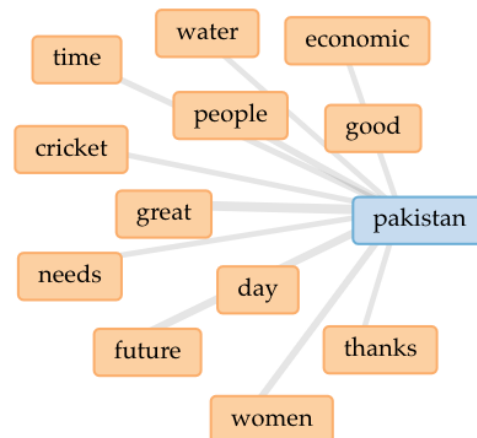 water
economic
time
people
good
cricket
great
pakistan
needs
day
future
thanks
women